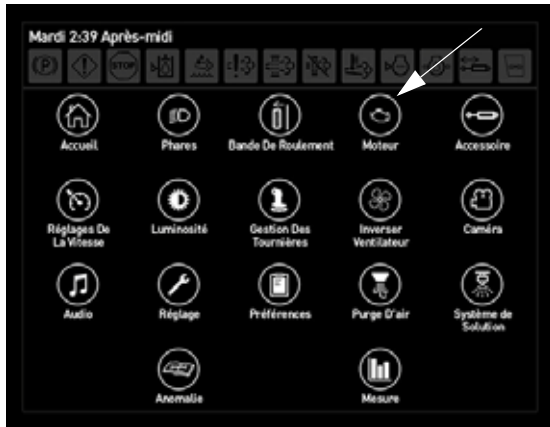 Mardi 2:39 Après-midi
(P) STOP
Accueil Phares Bande De Roulement Moteur Accessoire
Réglages De La Vitesse Luminosité Gestion Des Tournières Inverser Ventilateur Caméra
Audio Réglage Préférences Purge D'air Système de Solution
Anomalie Mesure